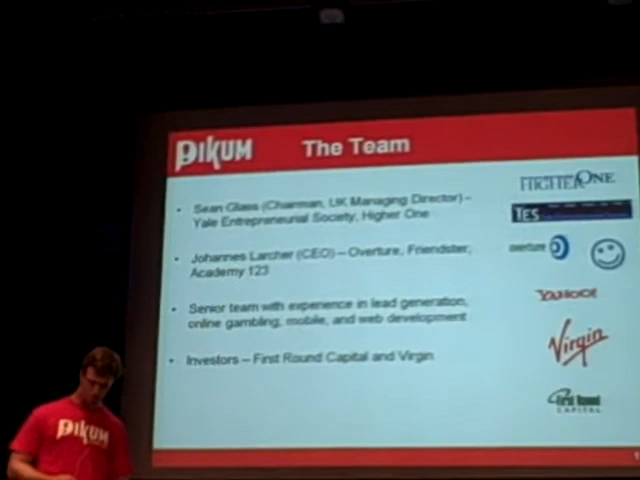 PIKUM The Team
HIGHER ONE
• Sean Glass (Chairman, UK Managing Director) –
Yale Entrepreneurial Society, Higher One
YES
overture
• Johannes Larcher (CEO) – Overture, Friendster,
Academy 123
YAHOO!
• Senior team with experience in lead generation,
online gambling, mobile, and web development
Virgin
• Investors – First Round Capital and Virgin
First Round
CAPITAL
PIKUM
1